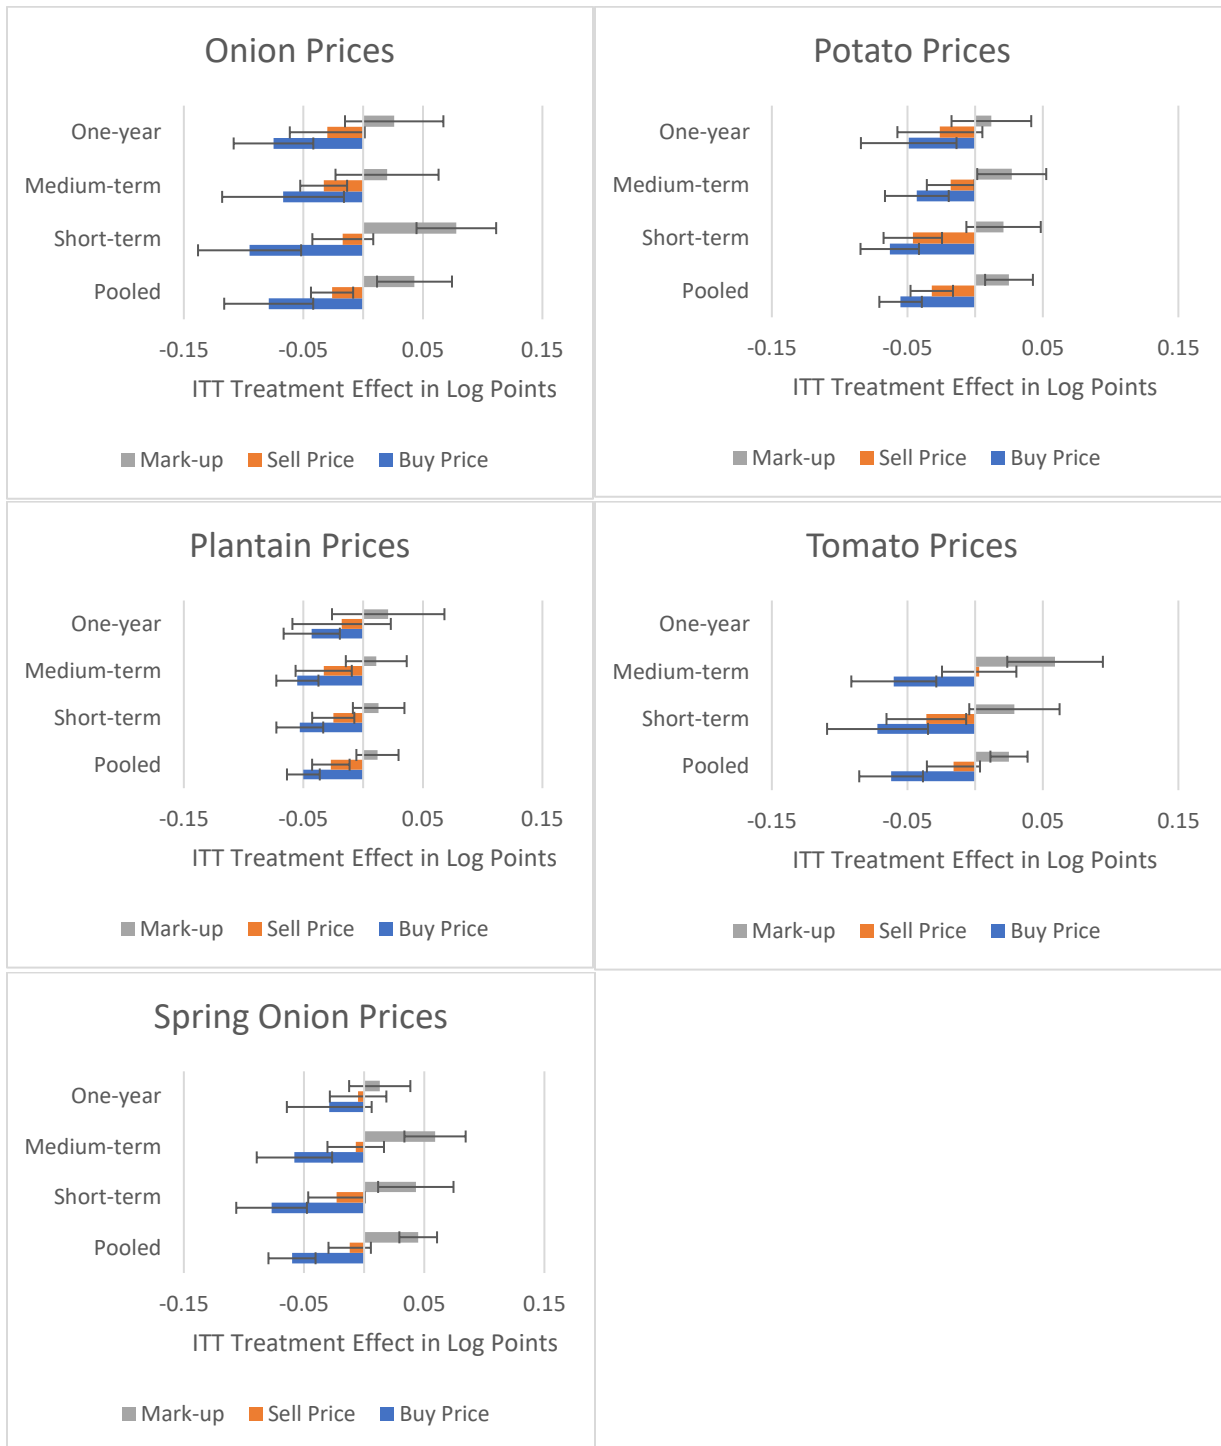 Onion Prices
-0.15 -0.05 0.05 0.15
One-year
Medium-term
Short-term
Pooled
ITT Treatment Effect in Log Points
Mark-up Sell Price Buy Price
Potato Prices
-0.15 -0.05 0.05 0.15
One-year
Medium-term
Short-term
Pooled
ITT Treatment Effect in Log Points
Mark-up Sell Price Buy Price
Plantain Prices
-0.15 -0.05 0.05 0.15
One-year
Medium-term
Short-term
Pooled
ITT Treatment Effect in Log Points
Mark-up Sell Price Buy Price
Tomato Prices
-0.15 -0.05 0.05 0.15
One-year
Medium-term
Short-term
Pooled
ITT Treatment Effect in Log Points
Mark-up Sell Price Buy Price
Spring Onion Prices
-0.15 -0.05 0.05 0.15
One-year
Medium-term
Short-term
Pooled
ITT Treatment Effect in Log Points
Mark-up Sell Price Buy Price